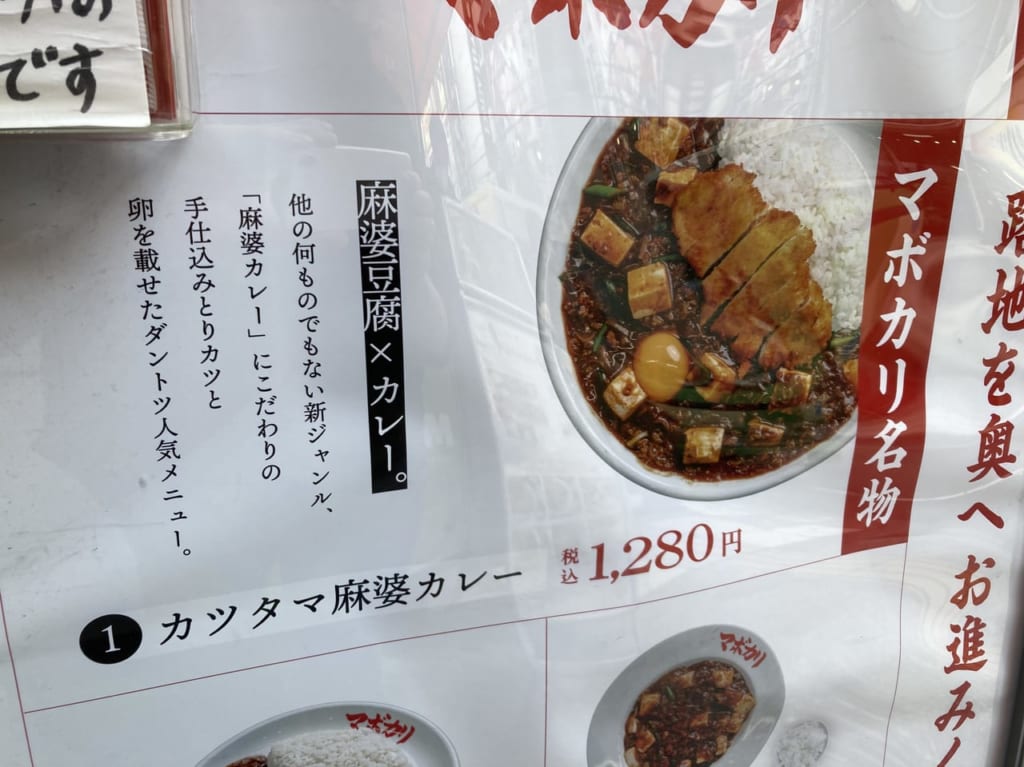 です
路地を奥へお進みく
マボカリ名物
麻婆豆腐×カレー。
他の何ものでもない新ジャンル、
「麻婆カレー」にこだわりの
手仕込みとりカツと
卵を載せたダントツ人気メニュー。
1 カツタマ麻婆カレー 税込 1,280円
マボカリ
マボカリ